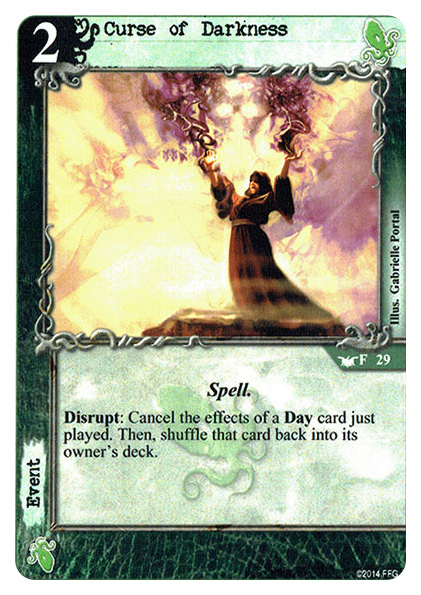 2
Curse of Darkness
Illus. Gabrielle Portal
F 29
Spell.
Disrupt: Cancel the effects of a Day card just
played. Then, shuffle that card back into its
owner's deck.
Event
©2014 FFG